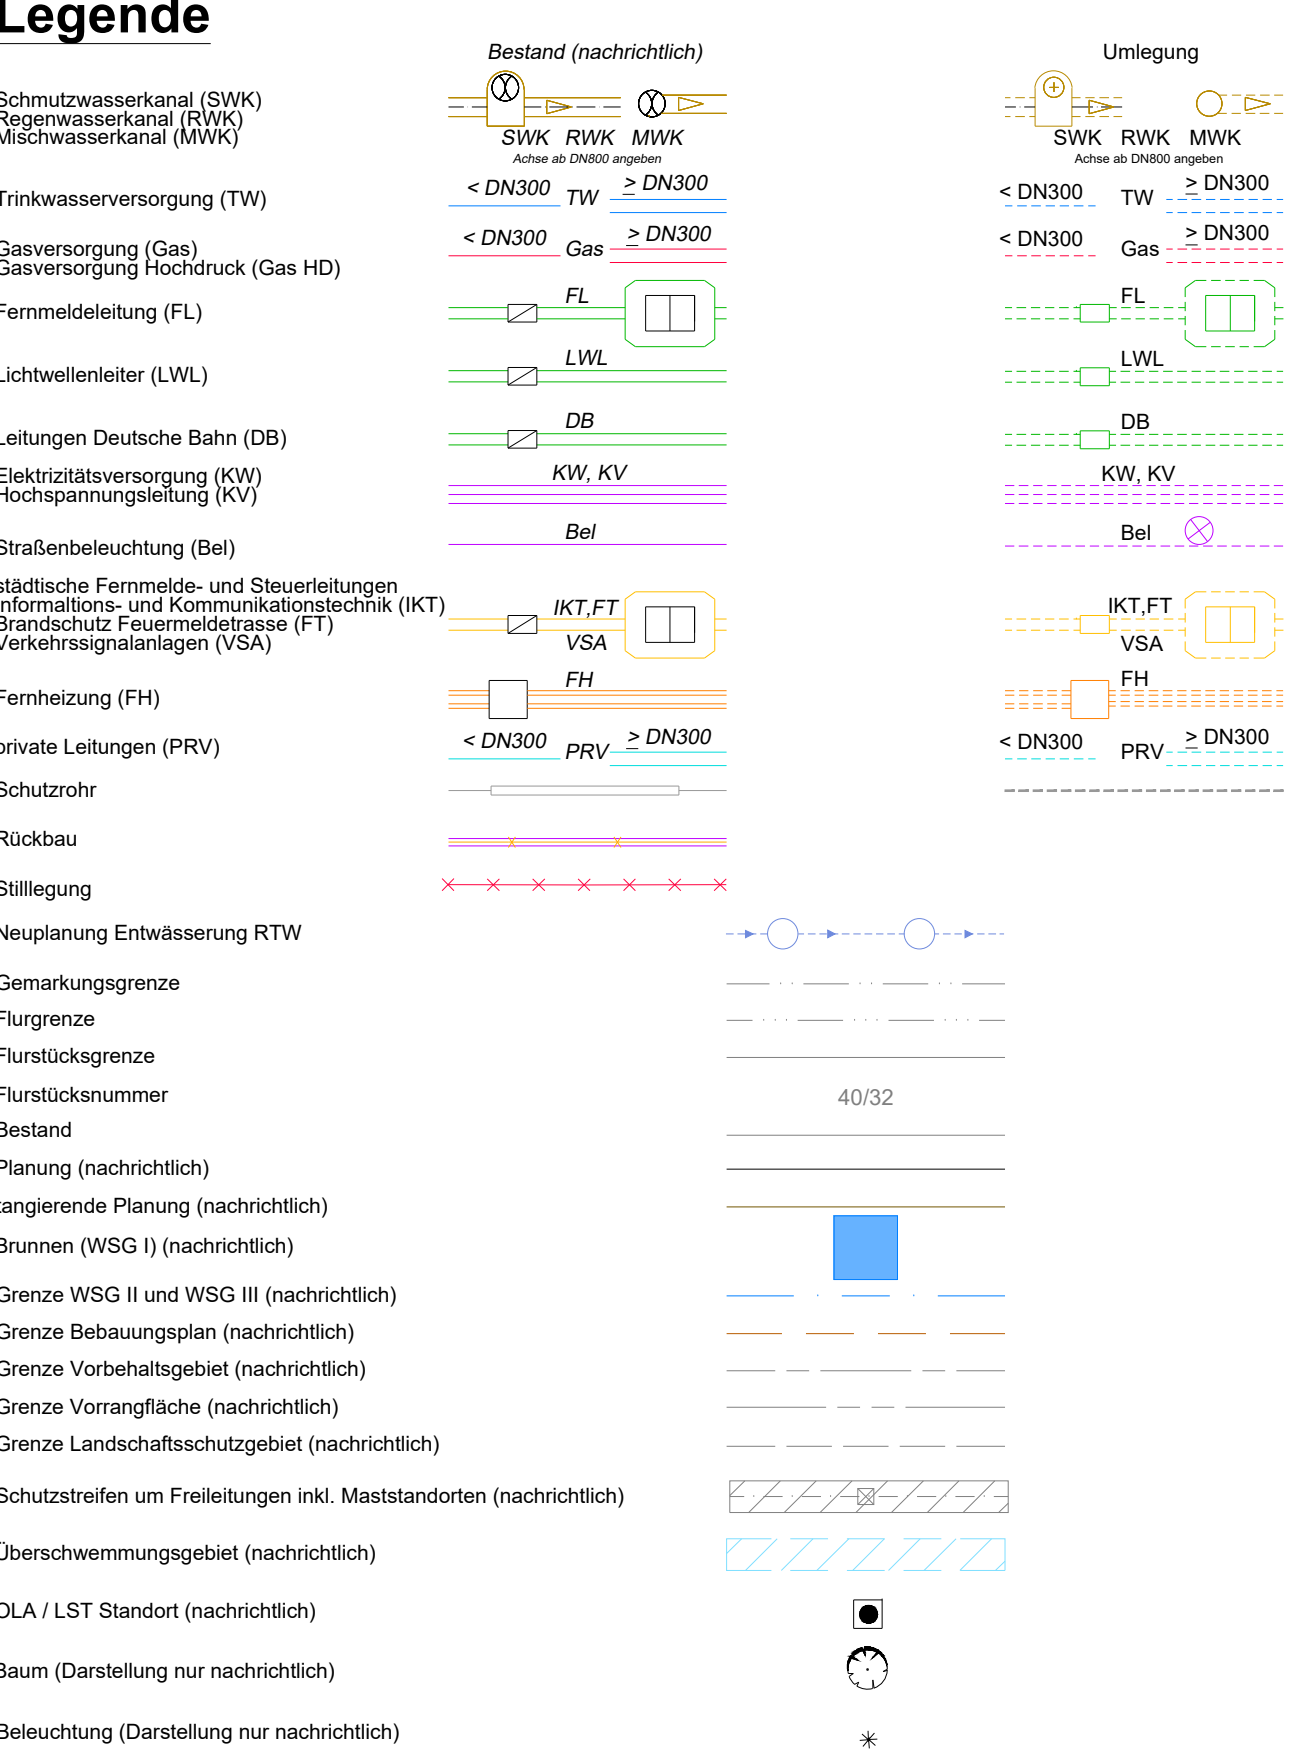 Legende
Bestand (nachrichtlich)
Umlegung
Schmutzwasserkanal (SWK)
Regenwasserkanal (RWK)
Mischwasserkanal (MWK)
SWK RWK MWK
Achse ab DN800 angeben
SWK RWK MWK
Achse ab DN800 angeben
Trinkwasserversorgung (TW)
< DN300 TW ≥ DN300
< DN300 TW ≥ DN300
Gasversorgung (Gas)
Gasversorgung Hochdruck (Gas HD)
< DN300 Gas ≥ DN300
< DN300 Gas ≥ DN300
Fernmeldeleitung (FL)
FL
FL
Lichtwellenleiter (LWL)
LWL
LWL
Leitungen Deutsche Bahn (DB)
DB
DB
Elektrizitätsversorgung (KW)
Hochspannungsleitung (KV)
KW, KV
KW, KV
Straßenbeleuchtung (Bel)
Bel
Bel
städtische Fernmelde- und Steuerleitungen
Informaltions- und Kommunikationstechnik (IKT)
Brandschutz Feuermeldetrasse (FT)
Verkehrssignalanlagen (VSA)
IKT,FT
VSA
IKT,FT
VSA
Fernheizung (FH)
FH
FH
private Leitungen (PRV)
< DN300 PRV ≥ DN300
< DN300 PRV ≥ DN300
Schutzrohr
Rückbau
Stilllegung
Neuplanung Entwässerung RTW
Gemarkungsgrenze
Flurgrenze
Flurstücksgrenze
Flurstücksnummer
40/32
Bestand
Planung (nachrichtlich)
tangierende Planung (nachrichtlich)
Brunnen (WSG I) (nachrichtlich)
Grenze WSG II und WSG III (nachrichtlich)
Grenze Bebauungsplan (nachrichtlich)
Grenze Vorbehaltsgebiet (nachrichtlich)
Grenze Vorrangfläche (nachrichtlich)
Grenze Landschaftsschutzgebiet (nachrichtlich)
Schutzstreifen um Freileitungen inkl. Maststandorten (nachrichtlich)
Überschwemmungsgebiet (nachrichtlich)
OLA / LST Standort (nachrichtlich)
Baum (Darstellung nur nachrichtlich)
Beleuchtung (Darstellung nur nachrichtlich)